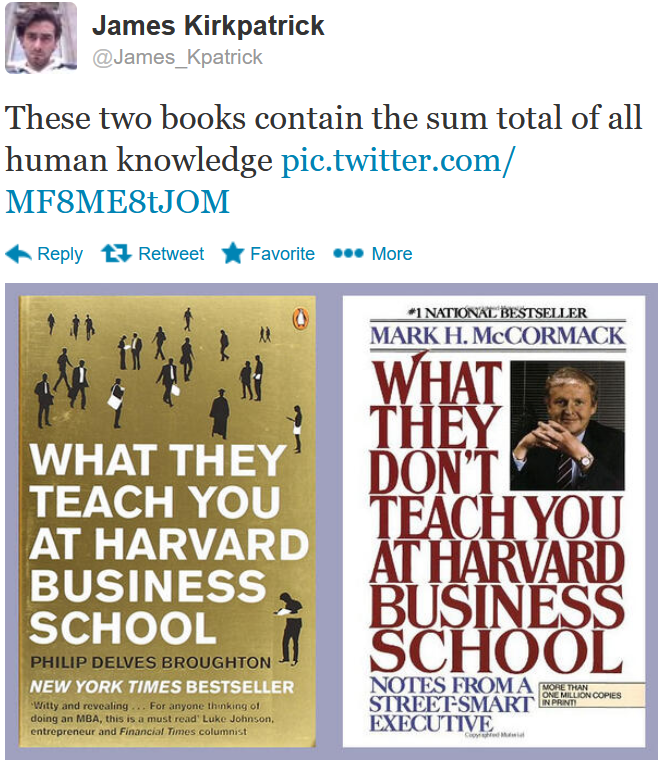 James Kirkpatrick
@James_Kpatrick
These two books contain the sum total of all
human knowledge pic.twitter.com/
MF8ME8tJOM
Reply Retweet Favorite More
WHAT THEY
TEACH YOU
AT HARVARD
BUSINESS
SCHOOL
PHILIP DELVES BROUGHTON
NEW YORK TIMES BESTSELLER
'Witty and revealing ... For anyone thinking of
doing an MBA, this is a must read' Luke Johnson,
entrepreneur and Financial Times columnist
Copyrighted Material
#1 NATIONAL BESTSELLER
MARK H. McCORMACK
WHAT
THEY
DON'T
TEACH YOU
AT HARVARD
BUSINESS
SCHOOL
NOTES FROM A
STREET-SMART
EXECUTIVE
MORE THAN
ONE MILLION COPIES
IN PRINT!
Copyrighted Material